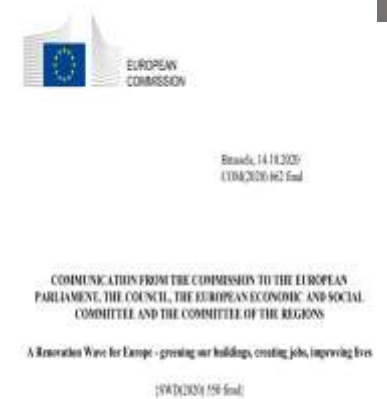 EUROPEAN
COMMISSION
Brussels, 14.10.2020
COM(2020) 662 final
COMMUNICATION FROM THE COMMISSION TO THE EUROPEAN
PARLIAMENT, THE COUNCIL, THE EUROPEAN ECONOMIC AND SOCIAL
COMMITTEE AND THE COMMITTEE OF THE REGIONS
A Renovation Wave for Europe - greening our buildings, creating jobs, improving lives
{SWD(2020) 550 final}